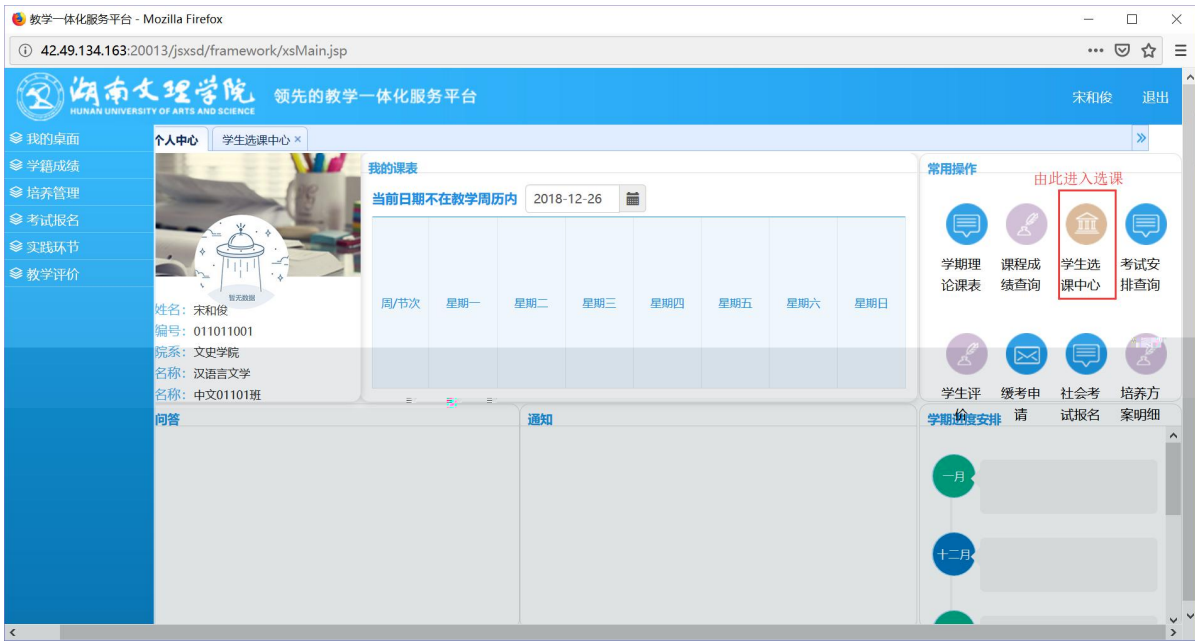 教学一体化服务平台 - Mozilla Firefox
42.49.134.163:20013/jsxsd/framework/xsMain.jsp
湖南文理学院
HUNAN UNIVERSITY OF ARTS AND SCIENCE
领先的教学一体化服务平台
宋和俊 退出
我的桌面
学籍成绩
培养管理
考试报名
实践环节
教学评价
个人中心 学生选课中心 ×
暂无数据
姓名：宋和俊
编号：011011001
院系：文史学院
名称：汉语言文学
名称：中文01101班
我的课表
当前日期不在教学周历内 2018-12-26
周/节次 星期一 星期二 星期三 星期四 星期五 星期六 星期日
常用操作
由此进入选课
学期理论课表
课程成绩查询
学生选课中心
考试安排查询
学生评价
缓考申请
社会考试报名
培养方案明细
问答
通知
学期进度安排
一月
十二月